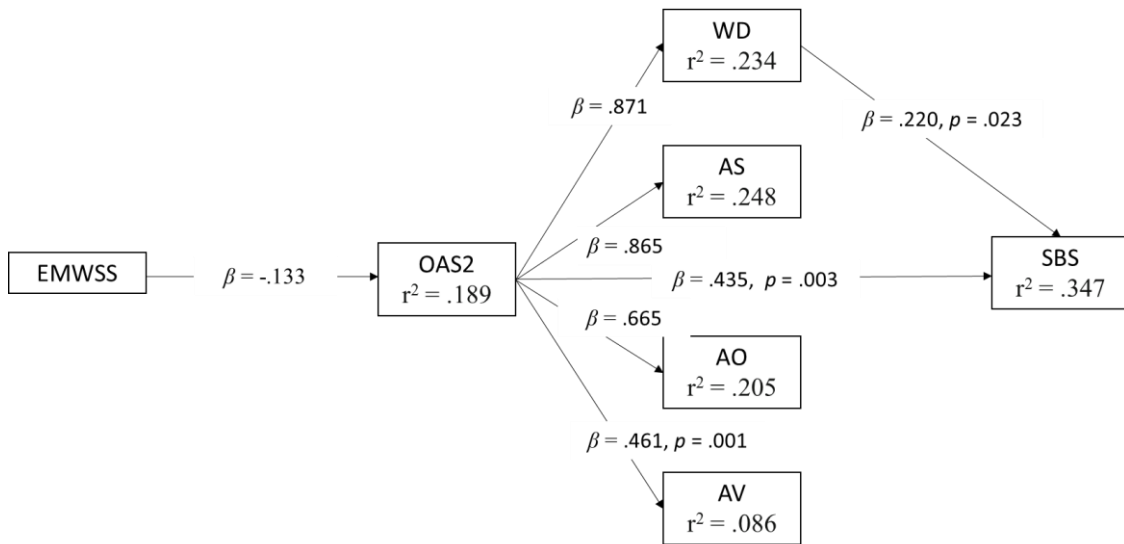 WD
r² = .234
β = .871
β = .220, p = .023
AS
r² = .248
EMWSS
β = -.133
OAS2
r² = .189
β = .865
β = .435, p = .003
SBS
r² = .347
β = .665
AO
r² = .205
β = .461, p = .001
AV
r² = .086